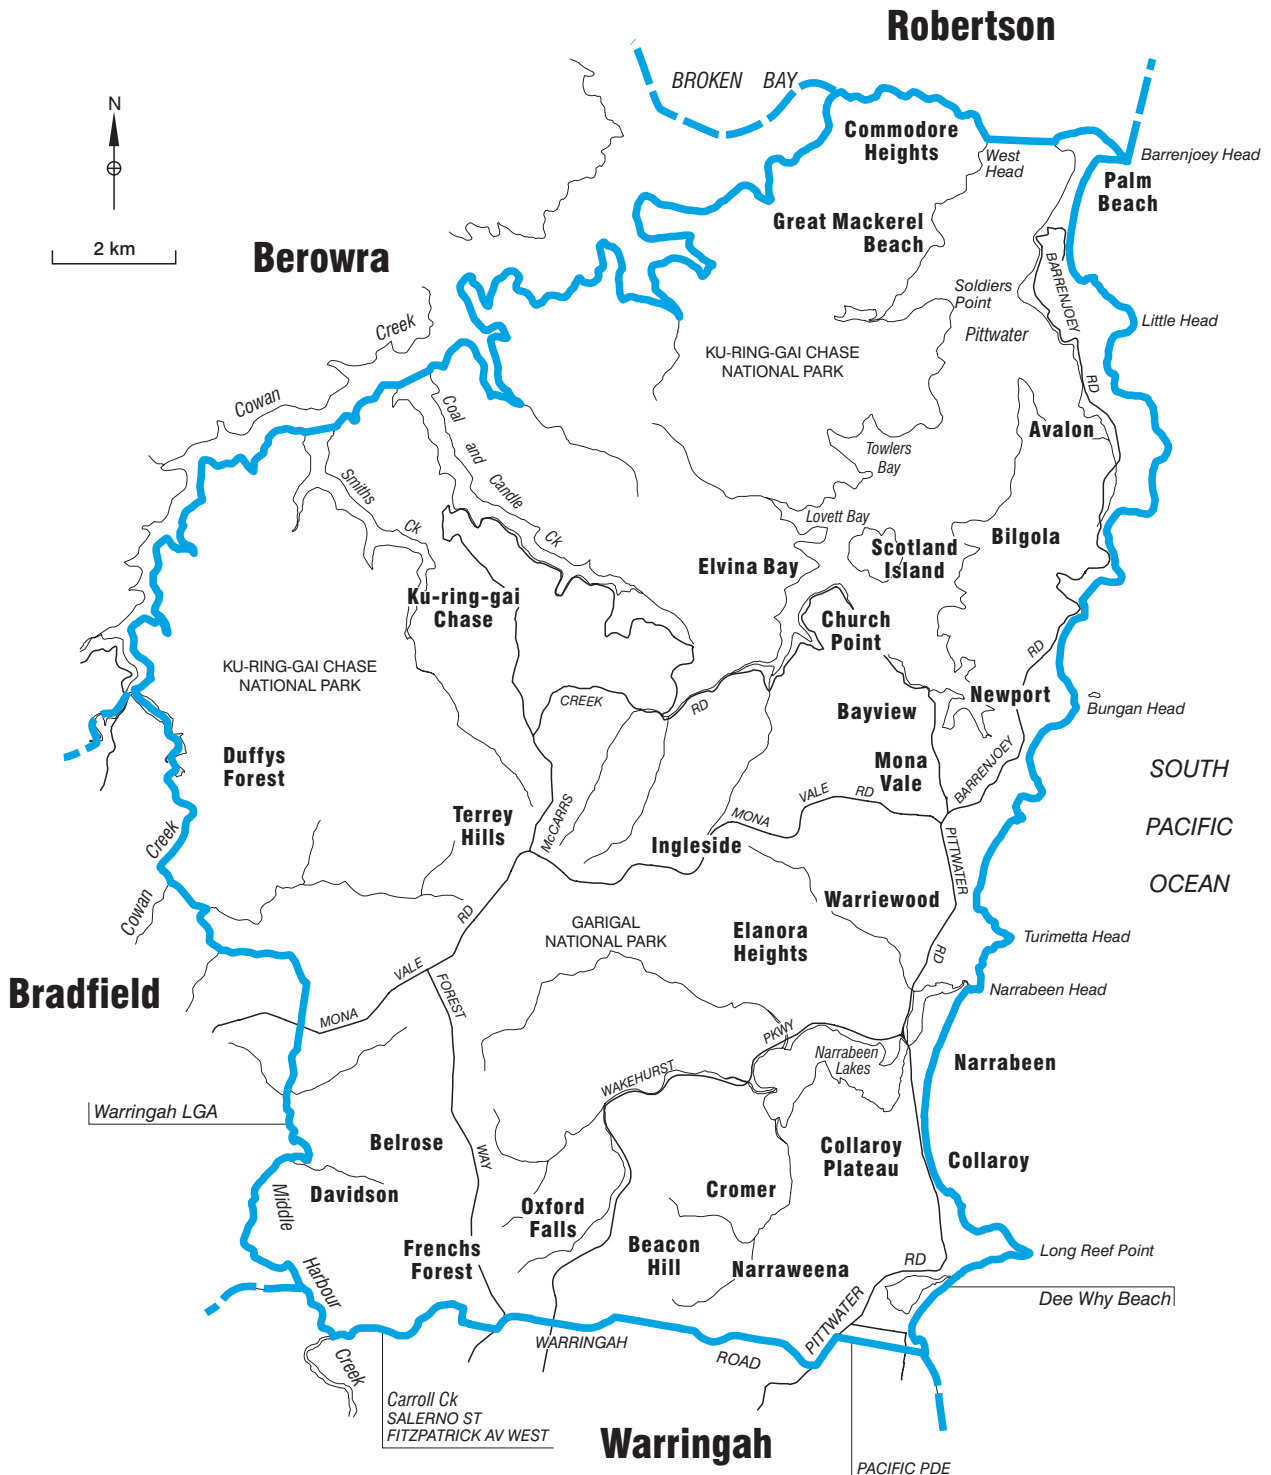 Robertson
BROKEN BAY
N
Commodore
Heights
West
Head
Barrenjoey Head
Palm
Beach
2 km
Berowra
Great Mackerel
Beach
BARRENJOEY
RD
Soldiers
Point
Pittwater
Little Head
Creek
Cowan
KU-RING-GAI CHASE
NATIONAL PARK
Coal
and
Candle
Ck
Avalon
Towlers
Bay
Smiths
Ck
Lovett Bay
Bilgola
Scotland
Island
Elvina Bay
Ku-ring-gai
Chase
Church
Point
RD
KU-RING-GAI CHASE
NATIONAL PARK
CREEK
RD
Newport
Bayview
Bungan Head
Duffys
Forest
Mona
Vale
BARRENJOEY
SOUTH
PACIFIC
OCEAN
VALE
RD
MONA
McCARRS
Terrey
Hills
Ingleside
PITTWATER
Creek
Cowan
Warriewood
RD
GARIGAL
NATIONAL PARK
Elanora
Heights
Turimetta Head
RD
Bradfield
VALE
FOREST
MONA
Narrabeen Head
PKWY
Narrabeen
Lakes
Narrabeen
WAKEHURST
Warringah LGA
Belrose
WAY
Collaroy
Plateau
Collaroy
Davidson
Middle
Cromer
Oxford
Falls
Frenchs
Forest
Beacon
Hill
Narraweena
RD
Long Reef Point
Harbour
Dee Why Beach
PITTWATER
WARRINGAH
ROAD
Creek
Carroll Ck
SALERNO ST
FITZPATRICK AV WEST
Warringah
PACIFIC PDE